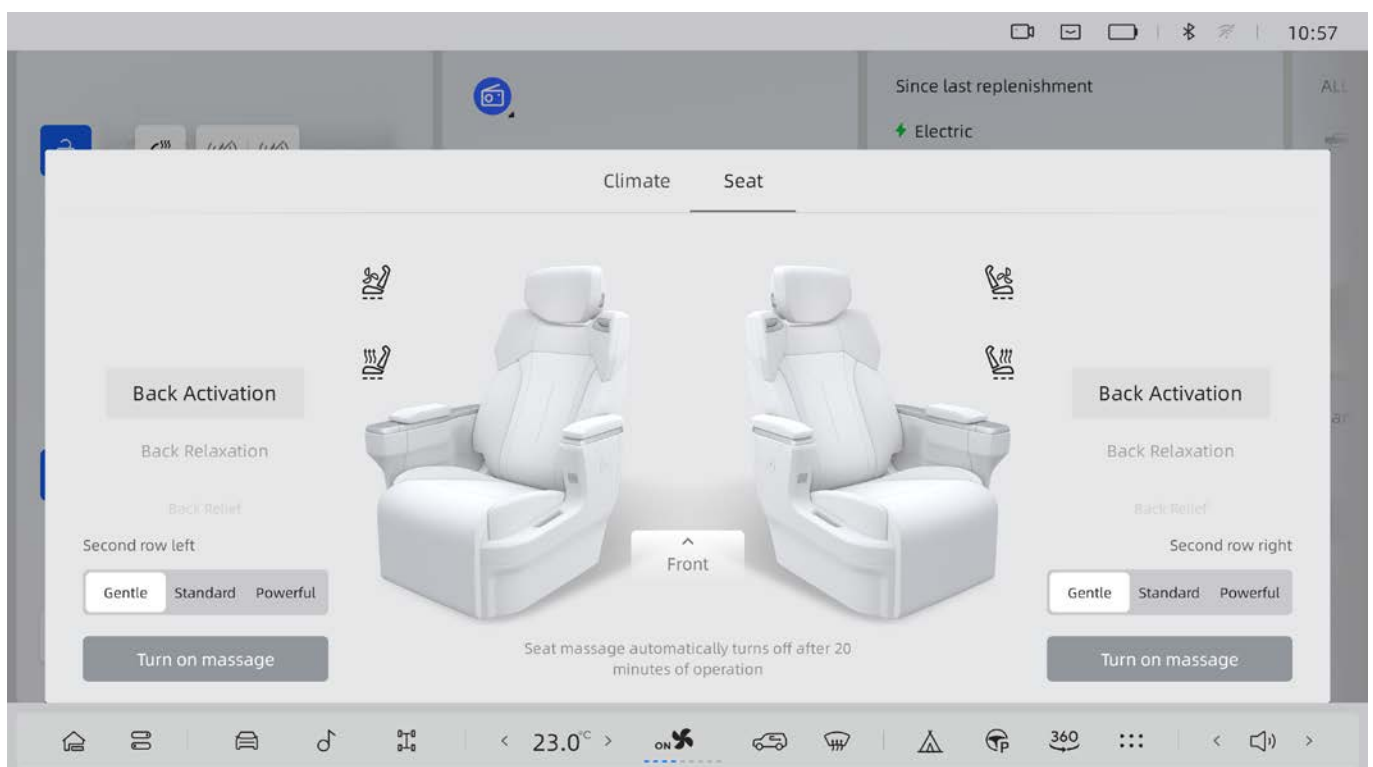 10:57
Since last replenishment
ALL
Electric
Climate Seat
Back Activation
Back Relaxation
Back Relief
Second row left
Gentle Standard Powerful
Turn on massage
Front
Seat massage automatically turns off after 20
minutes of operation
Back Activation
Back Relaxation
Back Relief
Second row right
Gentle Standard Powerful
Turn on massage
23.0°C
ON
P
360